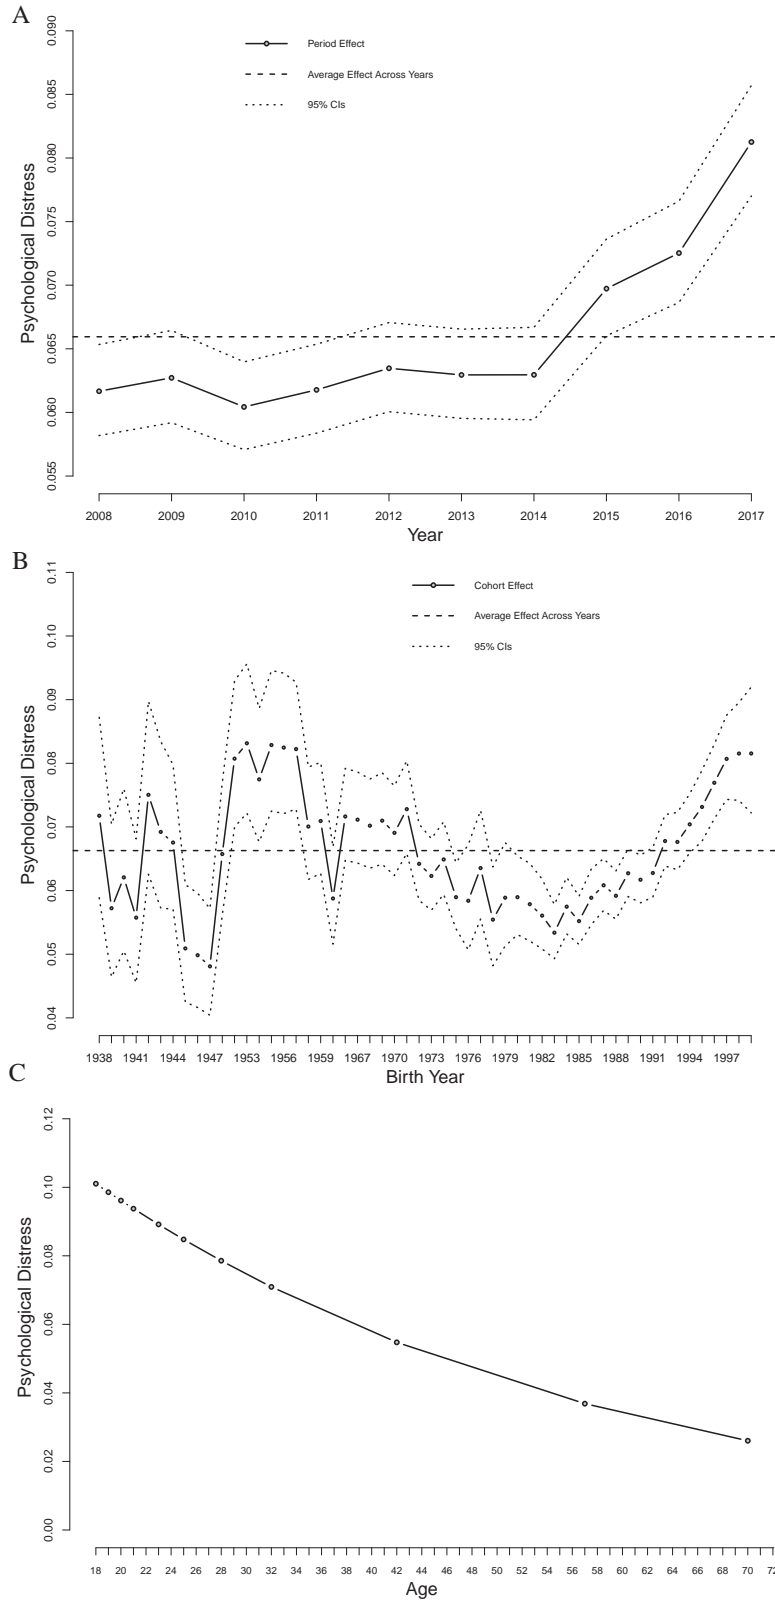 A
0.090
0.085
0.080
0.075
0.070
0.065
0.060
0.055
Psychological Distress
Period Effect
Average Effect Across Years
95% CIs
2008 2009 2010 2011 2012 2013 2014 2015 2016 2017
Year
B
0.11
0.10
0.09
0.08
0.07
0.06
0.05
0.04
Psychological Distress
Cohort Effect
Average Effect Across Years
95% CIs
1938 1941 1944 1947 1953 1956 1959 1967 1970 1973 1976 1979 1982 1985 1988 1991 1994 1997
Birth Year
C
0.12
0.10
0.08
0.06
0.04
0.02
0.00
Psychological Distress
18 20 22 24 26 28 30 32 34 36 38 40 42 44 46 48 50 52 54 56 58 60 62 64 66 68 70 72
Age